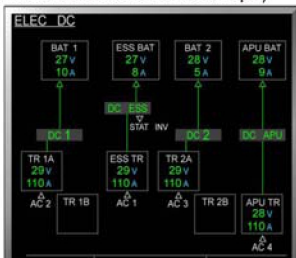 ELEC DC
BAT 1 ESS BAT BAT 2 APU BAT
27 V 27 V 28 V 28 V
10 A 8 A 5 A 9 A
DC ESS
STAT INV
DC 1 DC 2 DC APU
TR 1A ESS TR TR 2A
29 V 29 V 29 V
110 A 110 A 110 A
TR 1B TR 2B APU TR
AC 2 AC 1 AC 3 28 V
110 A
AC 4